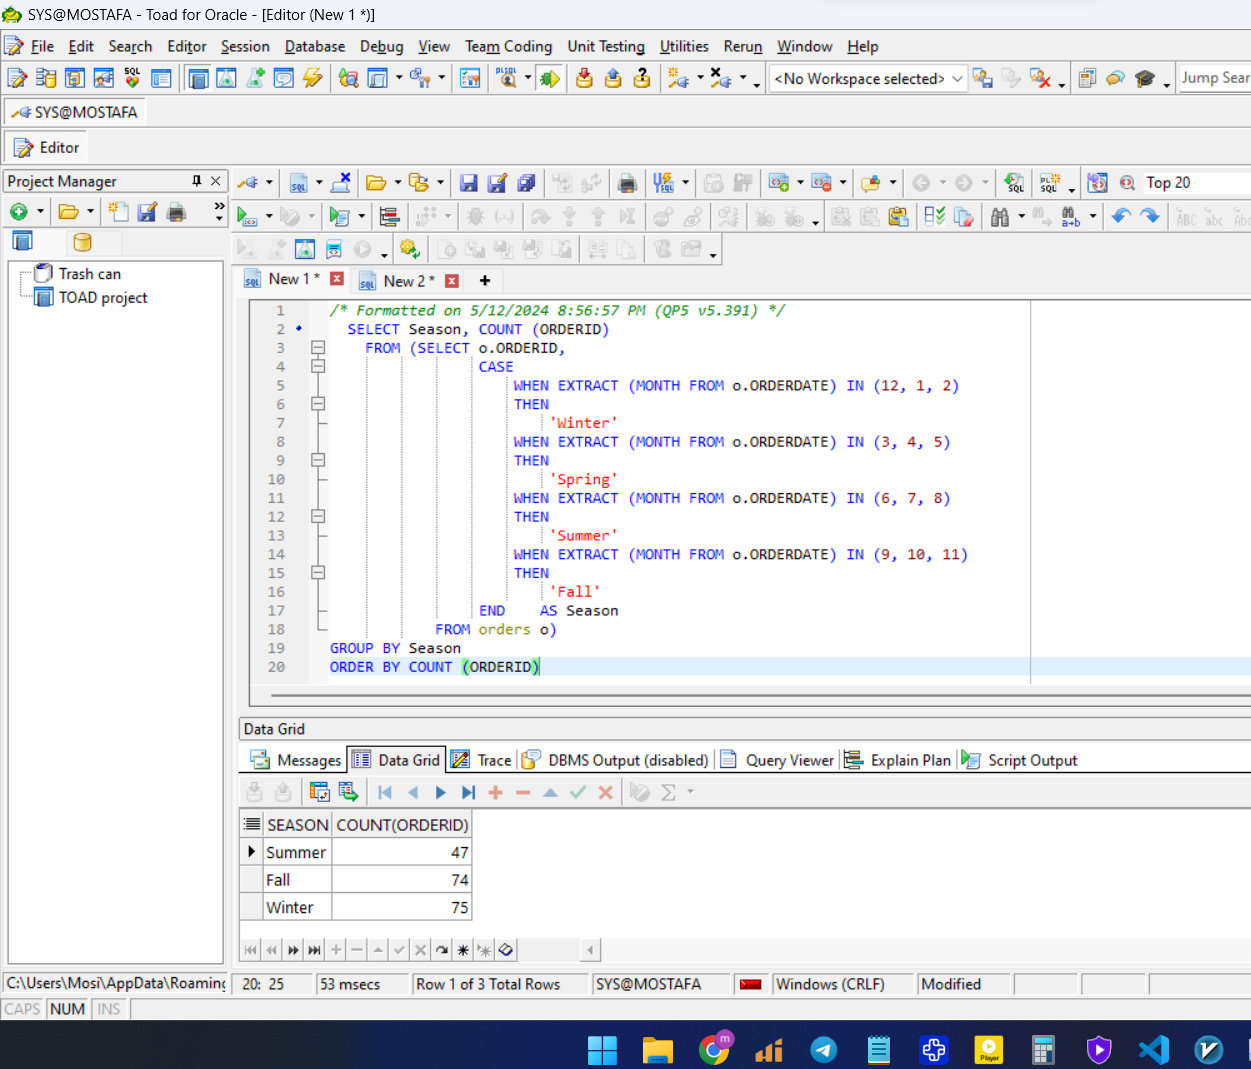 SYS@MOSTAFA - Toad for Oracle - [Editor (New 1 *)]
File Edit Search Editor Session Database Debug View Team Coding Unit Testing Utilities Rerun Window Help
<No Workspace selected> Jump Sear
SYS@MOSTAFA
Editor
Project Manager
Top 20
Trash can
TOAD project
New 1 * New 2 *
1 /* Formatted on 5/12/2024 8:56:57 PM (QP5 v5.391) */
2 SELECT Season, COUNT (ORDERID)
3 FROM (SELECT o.ORDERID,
4 CASE
5 WHEN EXTRACT (MONTH FROM o.ORDERDATE) IN (12, 1, 2)
6 THEN
7 'Winter'
8 WHEN EXTRACT (MONTH FROM o.ORDERDATE) IN (3, 4, 5)
9 THEN
10 'Spring'
11 WHEN EXTRACT (MONTH FROM o.ORDERDATE) IN (6, 7, 8)
12 THEN
13 'Summer'
14 WHEN EXTRACT (MONTH FROM o.ORDERDATE) IN (9, 10, 11)
15 THEN
16 'Fall'
17 END AS Season
18 FROM orders o)
19 GROUP BY Season
20 ORDER BY COUNT (ORDERID)
Data Grid
Messages Data Grid Trace DBMS Output (disabled) Query Viewer Explain Plan Script Output
SEASON COUNT(ORDERID)
Summer 47
Fall 74
Winter 75
C:\Users\Mosi\AppData\Roaming 20: 25 53 msecs Row 1 of 3 Total Rows SYS@MOSTAFA Windows (CRLF) Modified
CAPS NUM INS